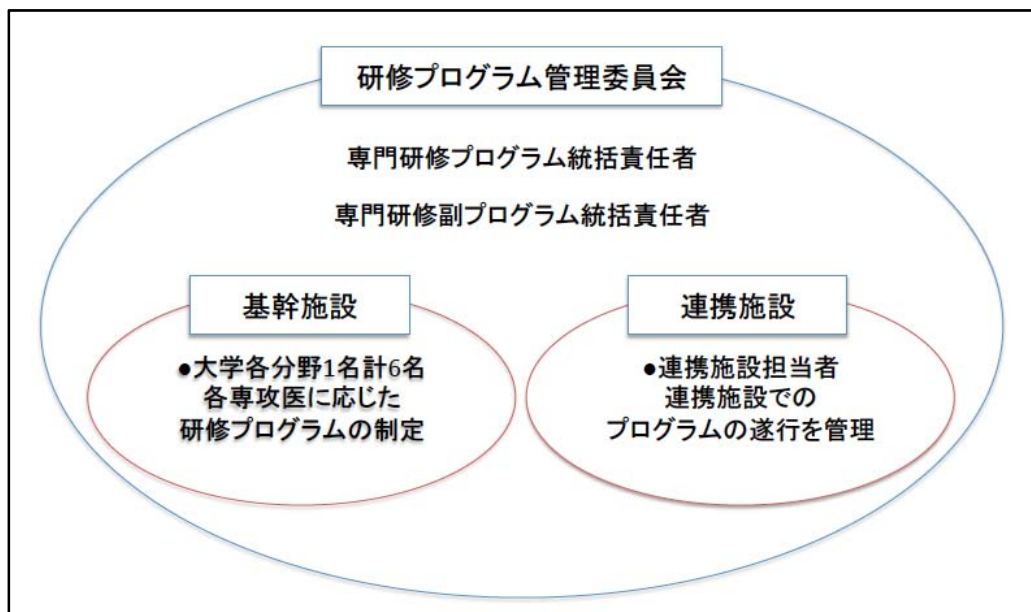 研修プログラム管理委員会
専門研修プログラム統括責任者
専門研修副プログラム統括責任者
基幹施設
●大学各分野1名計6名
各専攻医に応じた
研修プログラムの制定
連携施設
●連携施設担当者
連携施設での
プログラムの遂行を管理